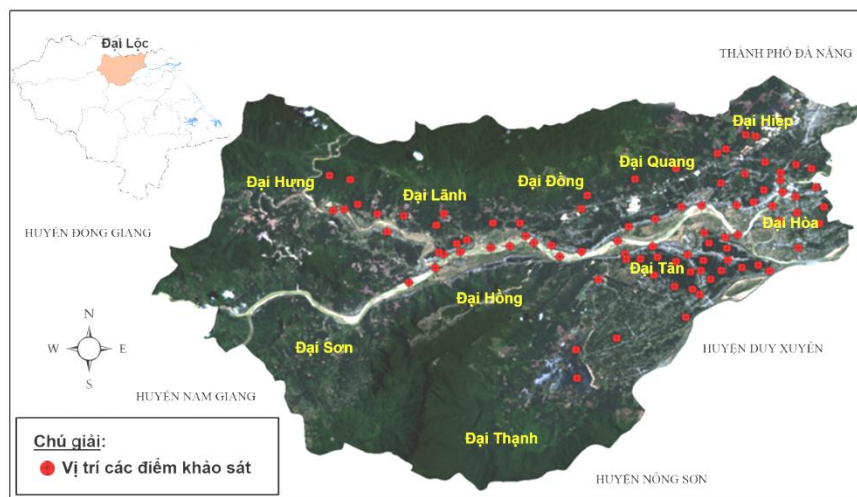 Đại Lộc
THÀNH PHỐ ĐÀ NẴNG
Đại Hiệp
Đại Quang
Đại Đồng
Đại Hưng
Đại Lãnh
Đại Hòa
HUYỆN ĐÔNG GIANG
Đại Tân
Đại Hồng
N
W E
S
Đại Sơn
HUYỆN DUY XUYÊN
HUYỆN NAM GIANG
Chú giải:
Vị trí các điểm khảo sát
Đại Thạnh
HUYỆN NÔNG SƠN